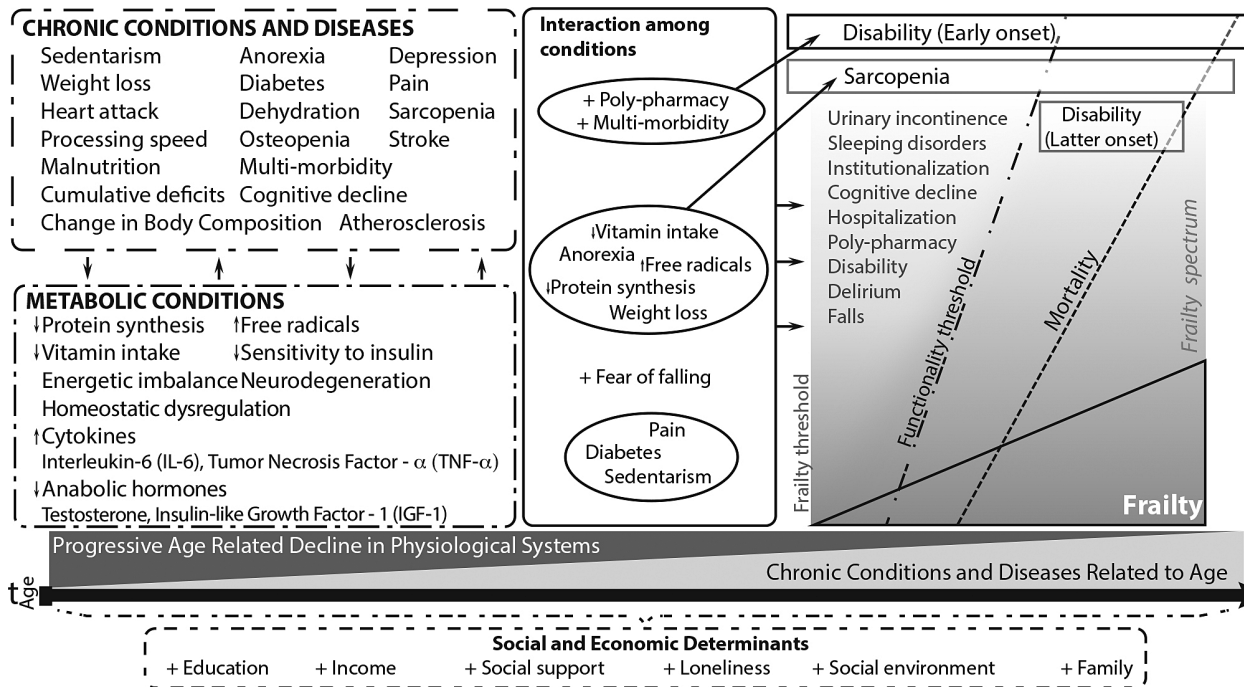 CHRONIC CONDITIONS AND DISEASES
Sedentarism Anorexia Depression
Weight loss Diabetes Pain
Heart attack Dehydration Sarcopenia
Processing speed Osteopenia Stroke
Malnutrition Multi-morbidity
Cumulative deficits Cognitive decline
Change in Body Composition Atherosclerosis
METABOLIC CONDITIONS
↓Protein synthesis ↑Free radicals
↓Vitamin intake ↓Sensitivity to insulin
Energetic imbalance Neurodegeneration
Homeostatic dysregulation
↑Cytokines
Interleukin-6 (IL-6), Tumor Necrosis Factor - α (TNF-α)
↓Anabolic hormones
Testosterone, Insulin-like Growth Factor - 1 (IGF-1)
Interaction among
conditions
+ Poly-pharmacy
+ Multi-morbidity
↓Vitamin intake
Anorexia
↑Free radicals
↓Protein synthesis
Weight loss
+ Fear of falling
Pain
Diabetes
Sedentarism
Disability (Early onset)
Sarcopenia
Disability
(Latter onset)
Urinary incontinence
Sleeping disorders
Institutionalization
Cognitive decline
Hospitalization
Poly-pharmacy
Disability
Delirium
Falls
Frailty threshold
Functionality threshold
Mortality
Frailty spectrum
Frailty
Progressive Age Related Decline in Physiological Systems
Chronic Conditions and Diseases Related to Age
t
Age
Social and Economic Determinants
+ Education + Income + Social support + Loneliness + Social environment + Family